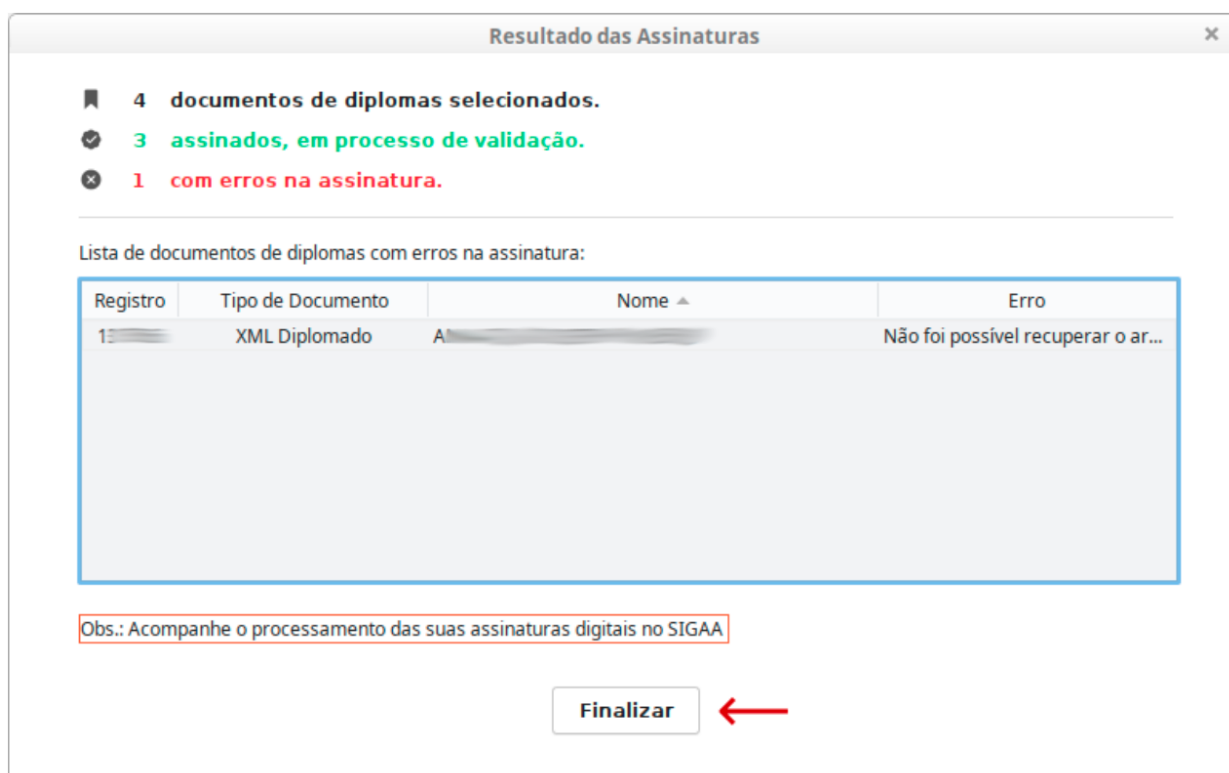 Resultado das Assinaturas
4 documentos de diplomas selecionados.
3 assinados, em processo de validação.
1 com erros na assinatura.
Lista de documentos de diplomas com erros na assinatura:
Registro Tipo de Documento Nome Erro
XML Diplomado Não foi possível recuperar o ar...
Obs.: Acompanhe o processamento das suas assinaturas digitais no SIGAA
Finalizar